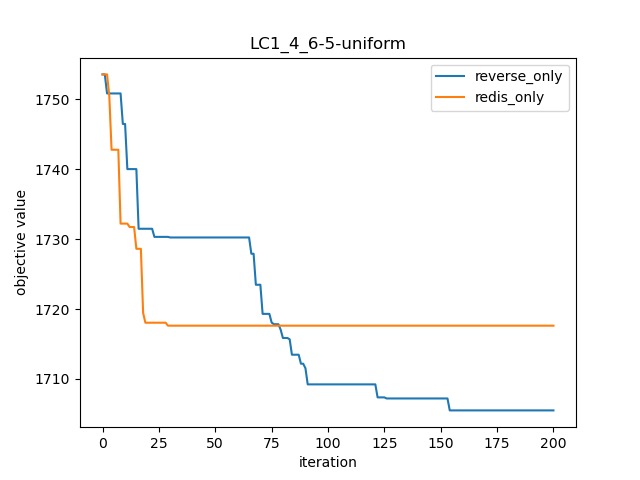 LC1_4_6-5-uniform
reverse_only
redis_only
objective value
1750
1740
1730
1720
1710
0 25 50 75 100 125 150 175 200
iteration